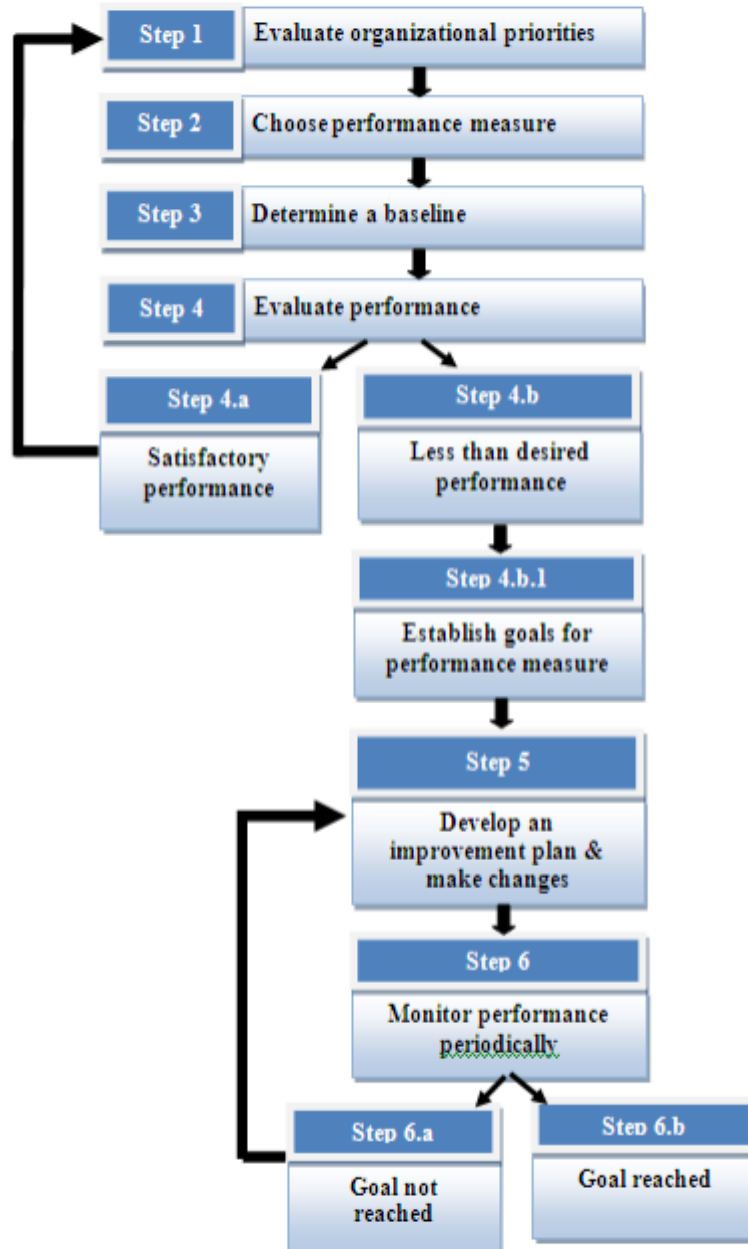 Step 1
Evaluate organizational priorities
Step 2
Choose performance measure
Step 3
Determine a baseline
Step 4
Evaluate performance
Step 4.a
Satisfactory
performance
Step 4.b
Less than desired
performance
Step 4.b.1
Establish goals for
performance measure
Step 5
Develop an
improvement plan &
make changes
Step 6
Monitor performance
periodically
Step 6.a
Goal not
reached
Step 6.b
Goal reached